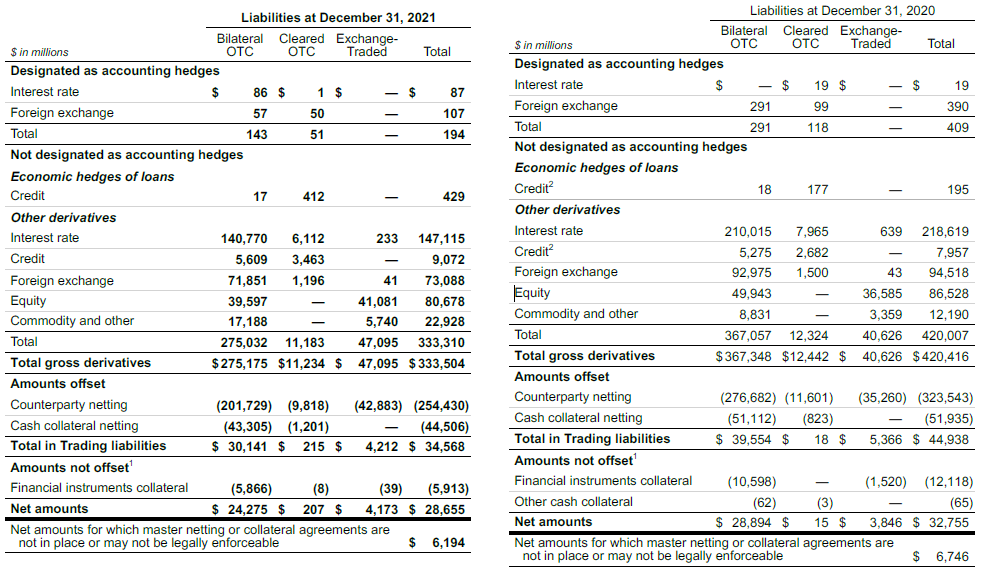 Liabilities at December 31, 2021
$ in millions Bilateral OTC Cleared OTC Exchange-Traded Total
Designated as accounting hedges
Interest rate $ 86 $ 1 $ — $ 87
Foreign exchange 57 50 — 107
Total 143 51 — 194
Not designated as accounting hedges
Economic hedges of loans
Credit 17 412 — 429
Other derivatives
Interest rate 140,770 6,112 233 147,115
Credit 5,609 3,463 — 9,072
Foreign exchange 71,851 1,196 41 73,088
Equity 39,597 — 41,081 80,678
Commodity and other 17,188 — 5,740 22,928
Total 275,032 11,183 47,095 333,310
Total gross derivatives $275,175 $11,234 $ 47,095 $333,504
Amounts offset
Counterparty netting (201,729) (9,818) (42,883) (254,430)
Cash collateral netting (43,305) (1,201) — (44,506)
Total in Trading liabilities $ 30,141 $ 215 $ 4,212 $ 34,568
Amounts not offset1
Financial instruments collateral (5,866) (8) (39) (5,913)
Net amounts $ 24,275 $ 207 $ 4,173 $ 28,655
Net amounts for which master netting or collateral agreements are
not in place or may not be legally enforceable $ 6,194
Liabilities at December 31, 2020
$ in millions Bilateral OTC Cleared OTC Exchange-Traded Total
Designated as accounting hedges
Interest rate $ — $ 19 $ — $ 19
Foreign exchange 291 99 — 390
Total 291 118 — 409
Not designated as accounting hedges
Economic hedges of loans
Credit2 18 177 — 195
Other derivatives
Interest rate 210,015 7,965 639 218,619
Credit2 5,275 2,682 — 7,957
Foreign exchange 92,975 1,500 43 94,518
Equity 49,943 — 36,585 86,528
Commodity and other 8,831 — 3,359 12,190
Total 367,057 12,324 40,626 420,007
Total gross derivatives $367,348 $12,442 $ 40,626 $420,416
Amounts offset
Counterparty netting (276,682) (11,601) (35,260) (323,543)
Cash collateral netting (51,112) (823) — (51,935)
Total in Trading liabilities $ 39,554 $ 18 $ 5,366 $ 44,938
Amounts not offset1
Financial instruments collateral (10,598) — (1,520) (12,118)
Other cash collateral (62) (3) — (65)
Net amounts $ 28,894 $ 15 $ 3,846 $ 32,755
Net amounts for which master netting or collateral agreements are
not in place or may not be legally enforceable $ 6,746